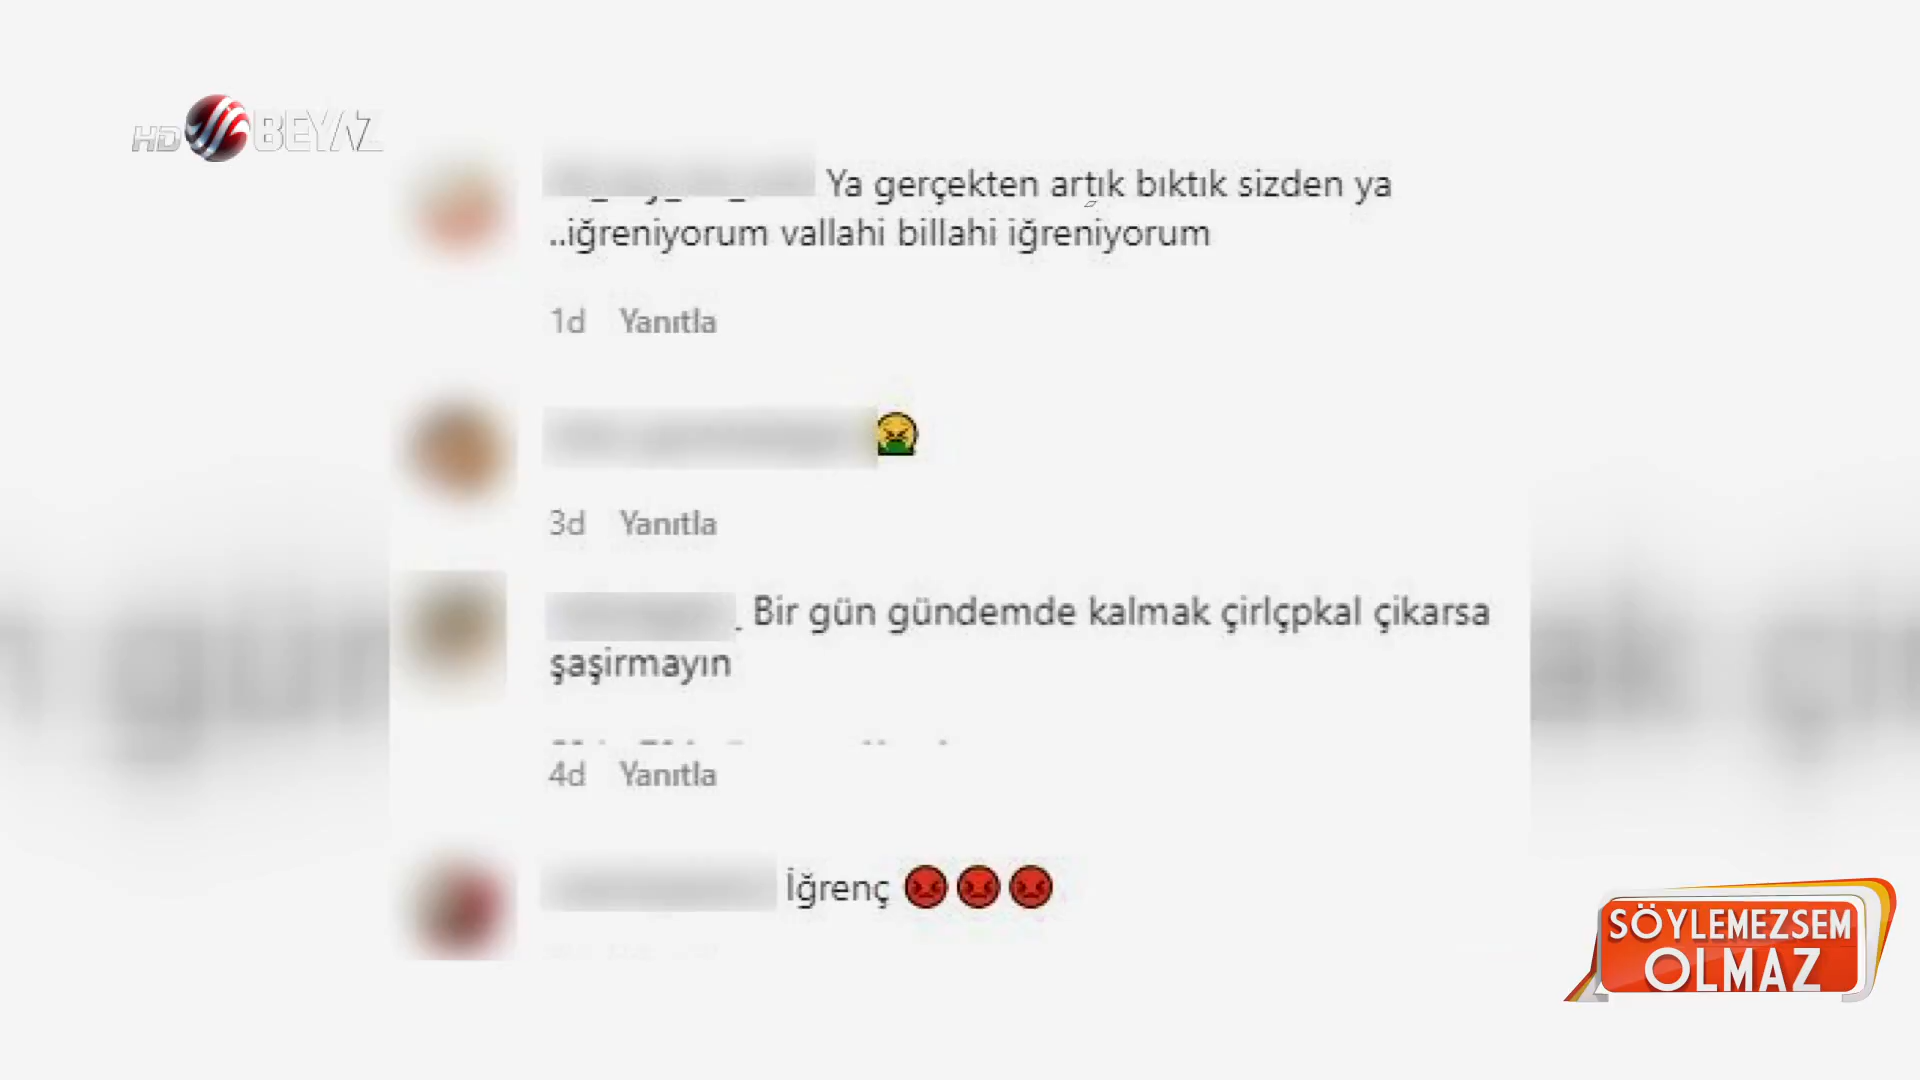 HD BEYAZ
Ya gerçekten artık bıktık sizden ya
..iğreniyorum vallahi billahi iğreniyorum
1d Yanıtla
3d Yanıtla
Bir gün gündemde kalmak çirlçpkal çikarsa
şaşirmayın
4d Yanıtla
İğrenç
SÖYLEMEZSEM
OLMAZ